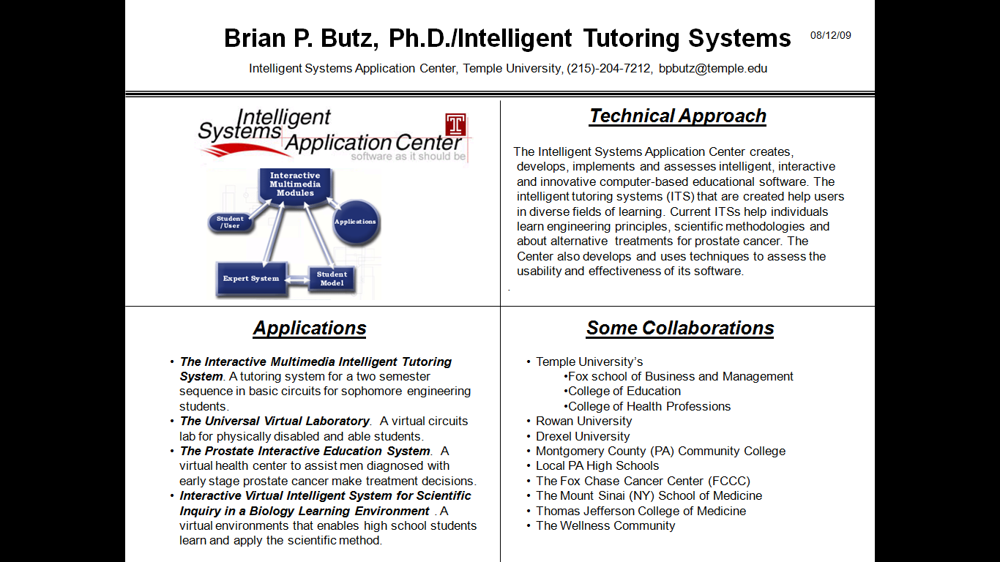 Brian P. Butz, Ph.D./Intelligent Tutoring Systems
08/12/09
Intelligent Systems Application Center, Temple University, (215)-204-7212, bpbutz@temple.edu
Intelligent
Systems
Application Center
software as it should be
Interactive
Multimedia
Modules
Student
/User
Applications
Expert System
Student
Model
Technical Approach
The Intelligent Systems Application Center creates,
develops, implements and assesses intelligent, interactive
and innovative computer-based educational software. The
intelligent tutoring systems (ITS) that are created help users
in diverse fields of learning. Current ITSs help individuals
learn engineering principles, scientific methodologies and
about alternative treatments for prostate cancer. The
Center also develops and uses techniques to assess the
usability and effectiveness of its software.
.
Applications
• The Interactive Multimedia Intelligent Tutoring
System. A tutoring system for a two semester
sequence in basic circuits for sophomore engineering
students.
• The Universal Virtual Laboratory. A virtual circuits
lab for physically disabled and able students.
• The Prostate Interactive Education System. A
virtual health center to assist men diagnosed with
early stage prostate cancer make treatment decisions.
• Interactive Virtual Intelligent System for Scientific
Inquiry in a Biology Learning Environment . A
virtual environments that enables high school students
learn and apply the scientific method.
Some Collaborations
• Temple University's
•Fox school of Business and Management
•College of Education
•College of Health Professions
• Rowan University
• Drexel University
• Montgomery County (PA) Community College
• Local PA High Schools
• The Fox Chase Cancer Center (FCCC)
• The Mount Sinai (NY) School of Medicine
• Thomas Jefferson College of Medicine
• The Wellness Community